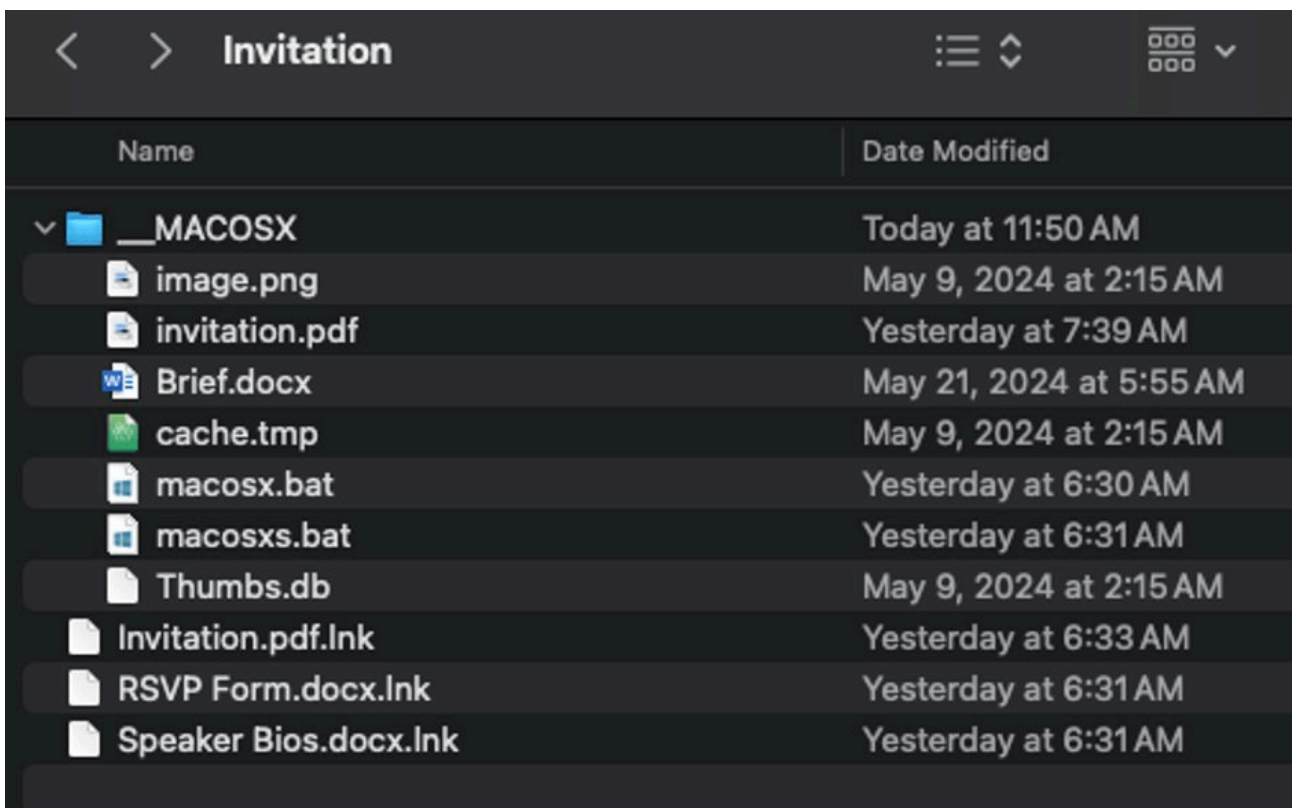 Invitation
Name Date Modified
__MACOSX Today at 11:50 AM
image.png May 9, 2024 at 2:15 AM
invitation.pdf Yesterday at 7:39 AM
Brief.docx May 21, 2024 at 5:55 AM
cache.tmp May 9, 2024 at 2:15 AM
macosx.bat Yesterday at 6:30 AM
macosxs.bat Yesterday at 6:31 AM
Thumbs.db May 9, 2024 at 2:15 AM
Invitation.pdf.lnk Yesterday at 6:33 AM
RSVP Form.docx.lnk Yesterday at 6:31 AM
Speaker Bios.docx.lnk Yesterday at 6:31 AM